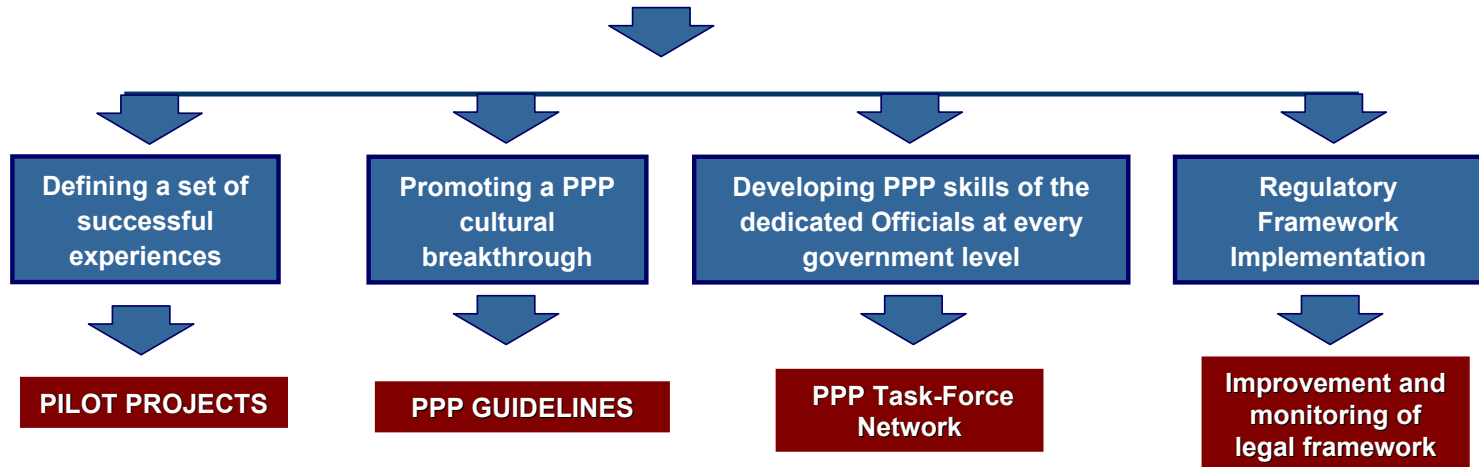 Defining a set of
successful
experiences
Promoting a PPP
cultural
breakthrough
Developing PPP skills of the
dedicated Officials at every
government level
Regulatory
Framework
Implementation
PILOT PROJECTS
PPP GUIDELINES
PPP Task-Force
Network
Improvement and
monitoring of
legal framework